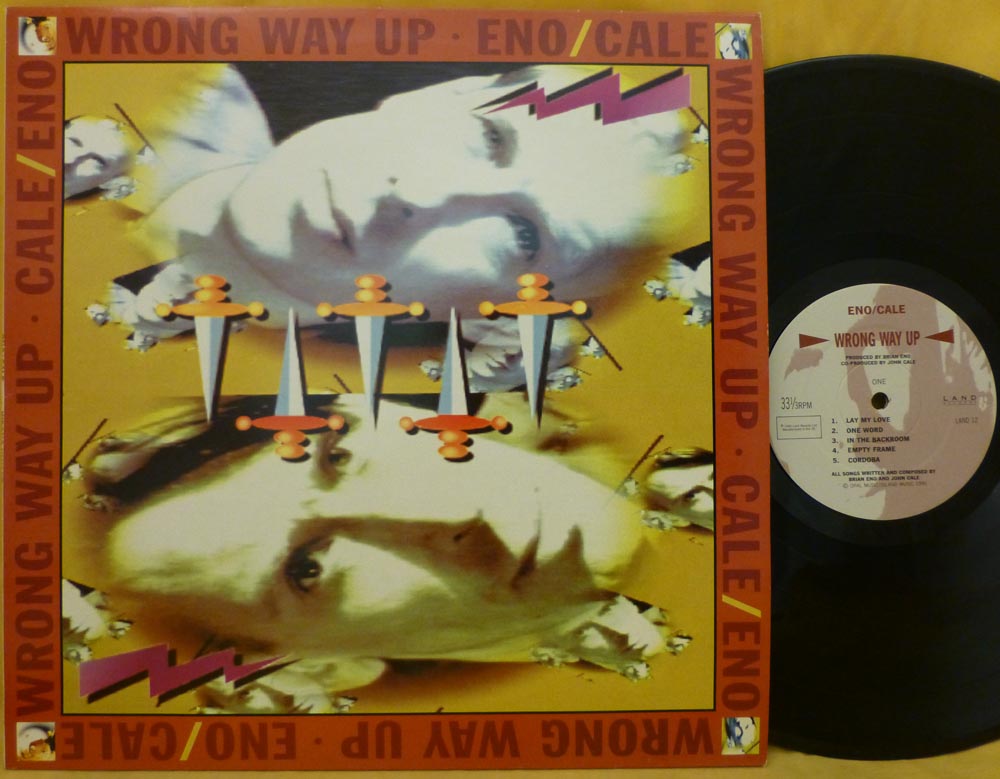 WRONG WAY UP · ENO/CALE
WRONG WAY UP · CALE/ENO
WRONG WAY UP · ENO/CALE
WRONG WAY UP · CALE/ENO
ENO/CALE
WRONG WAY UP
PRODUCED BY BRIAN ENO
CO-PRODUCED BY JOHN CALE
ONE
33⅓RPM
LAND
LAND 12
1. LAY MY LOVE
2. ONE WORD
3. IN THE BACKROOM
4. EMPTY FRAME
5. CORDOBA
ALL SONGS WRITTEN AND COMPOSED BY
BRIAN ENO AND JOHN CALE